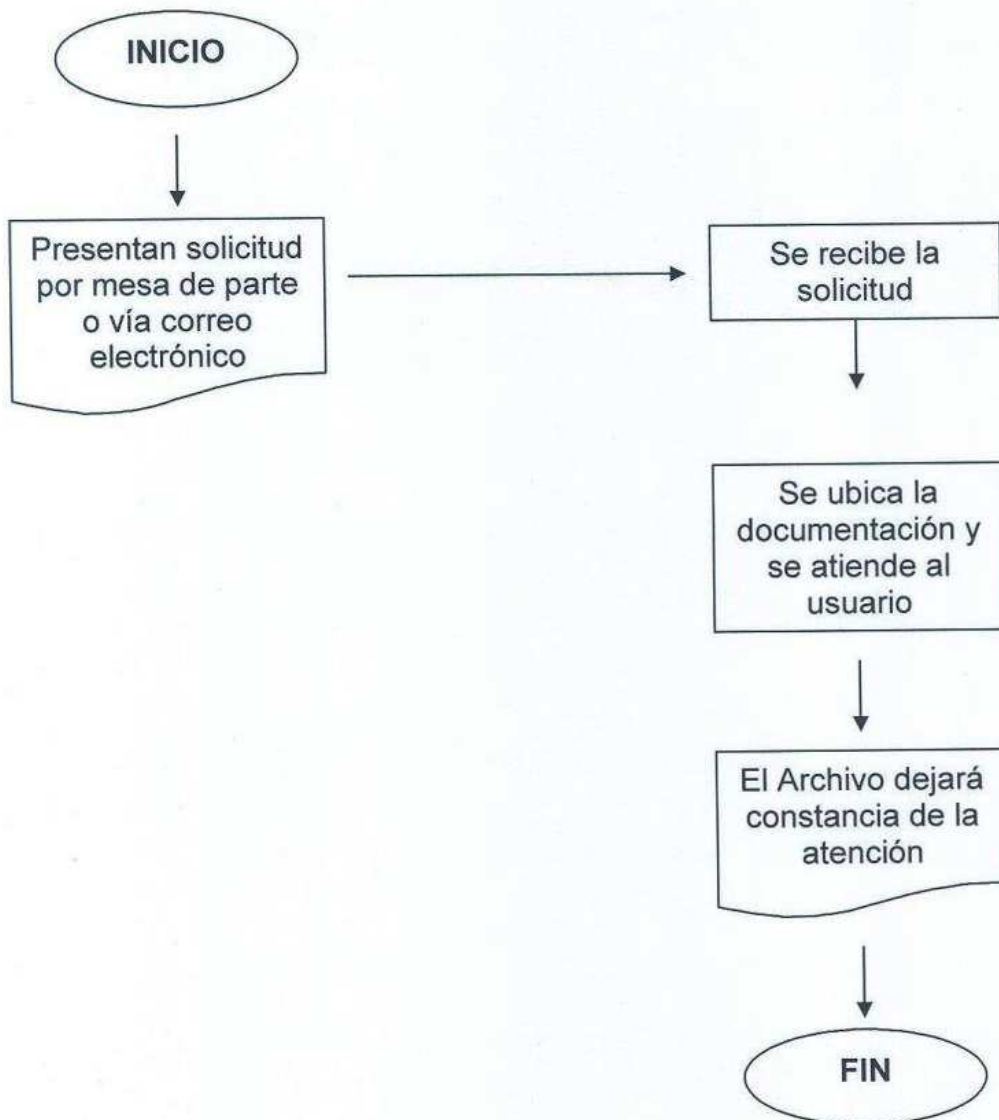 INICIO
Presentan solicitud
por mesa de parte
o vía correo
electrónico
Se recibe la
solicitud
Se ubica la
documentación y
se atiende al
usuario
El Archivo dejará
constancia de la
atención
FIN